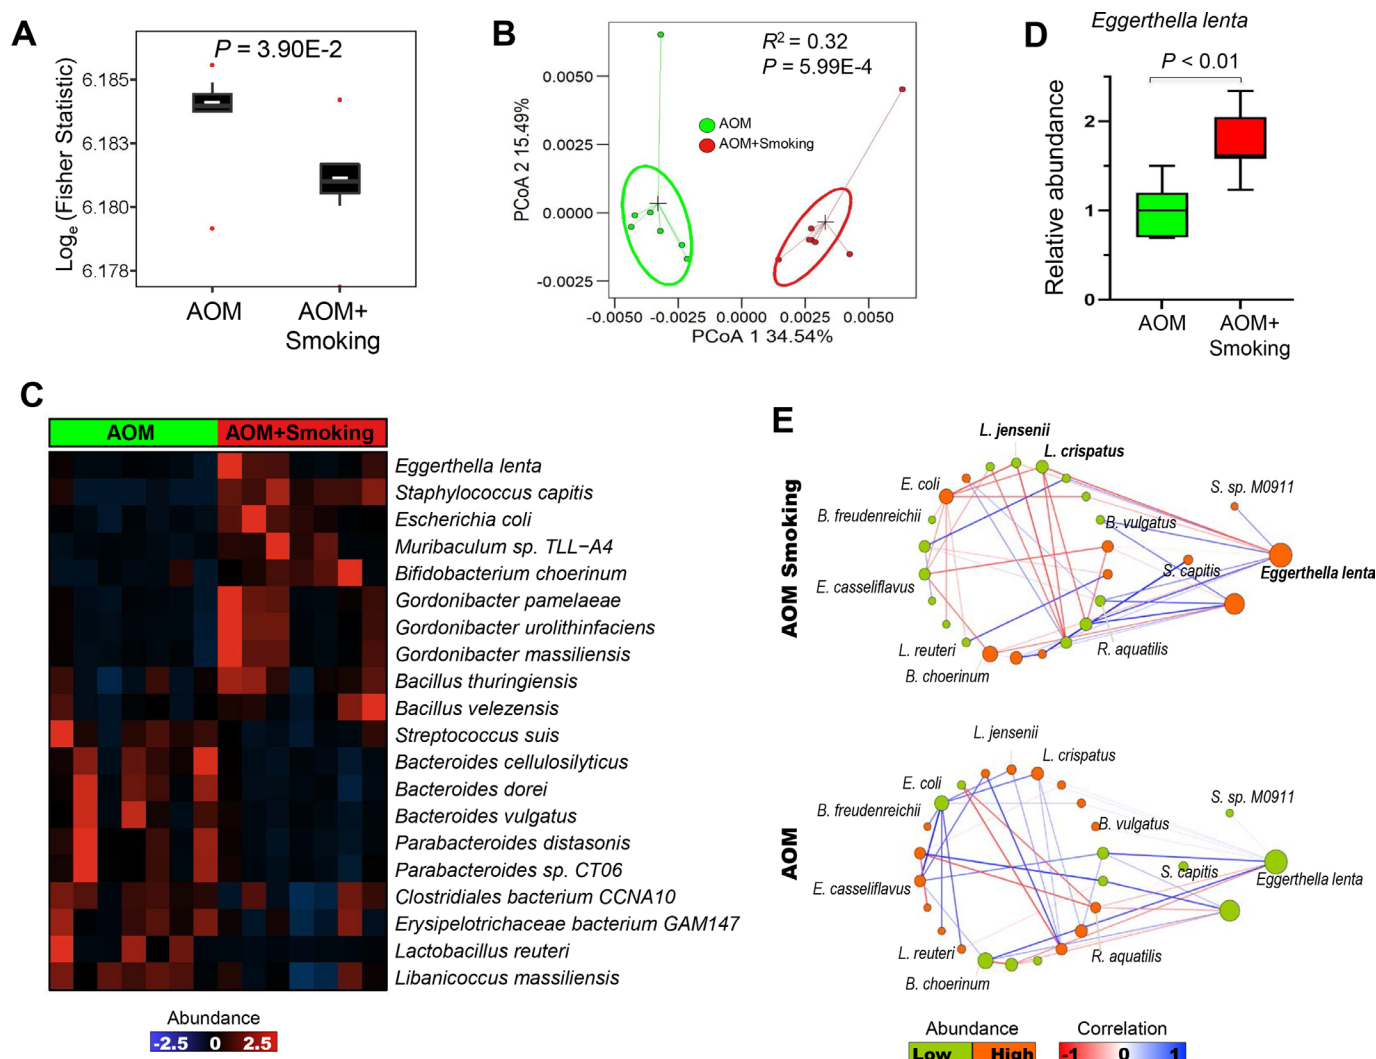 A
P = 3.90E-2
Loge (Fisher Statistic)
6.185
6.183
6.180
6.178
AOM
AOM+
Smoking
B
R2 = 0.32
P = 5.99E-4
AOM
AOM+Smoking
PCoA 2 15.49%
0.0050
0.0025
0.0000
-0.0025
-0.0050 -0.0025 0.0000 0.0025 0.0050
PCoA 1 34.54%
D
Eggerthella lenta
P < 0.01
Relative abundance
2
1
0
AOM
AOM+
Smoking
C
AOM
AOM+Smoking
Eggerthella lenta
Staphylococcus capitis
Escherichia coli
Muribaculum sp. TLL−A4
Bifidobacterium choerinum
Gordonibacter pamelaeae
Gordonibacter urolithinfaciens
Gordonibacter massiliensis
Bacillus thuringiensis
Bacillus velezensis
Streptococcus suis
Bacteroides cellulosilyticus
Bacteroides dorei
Bacteroides vulgatus
Parabacteroides distasonis
Parabacteroides sp. CT06
Clostridiales bacterium CCNA10
Erysipelotrichaceae bacterium GAM147
Lactobacillus reuteri
Libanicoccus massiliensis
Abundance
-2.5 0 2.5
E
AOM Smoking
L. jensenii
L. crispatus
E. coli
S. sp. M0911
B. freudenreichii
B. vulgatus
E. casseliflavus
S. capitis
Eggerthella lenta
L. reuteri
R. aquatilis
B. choerinum
AOM
L. jensenii
L. crispatus
E. coli
S. sp. M0911
B. freudenreichii
B. vulgatus
E. casseliflavus
S. capitis
Eggerthella lenta
L. reuteri
R. aquatilis
B. choerinum
Abundance
Low High
Correlation
-1 0 1